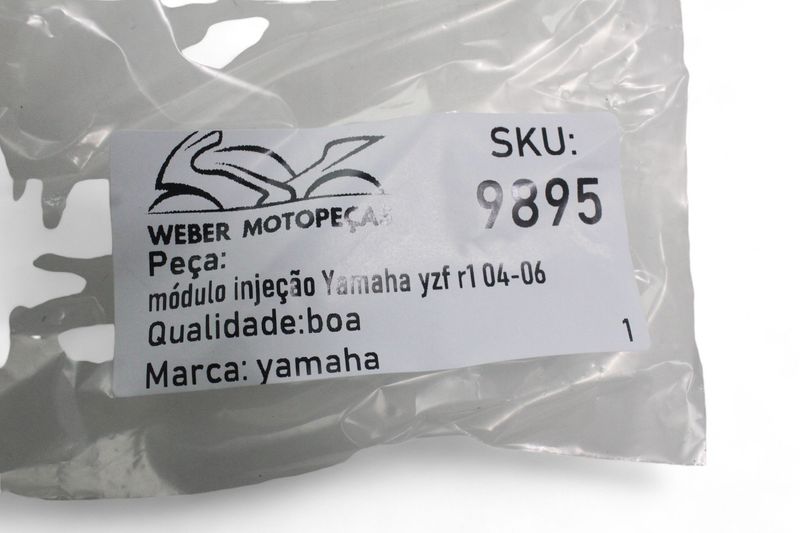 WEBER MOTOPEÇAS
SKU:
9895
Peça:
módulo injeção Yamaha yzf r1 04-06
Qualidade:boa
Marca: yamaha
1